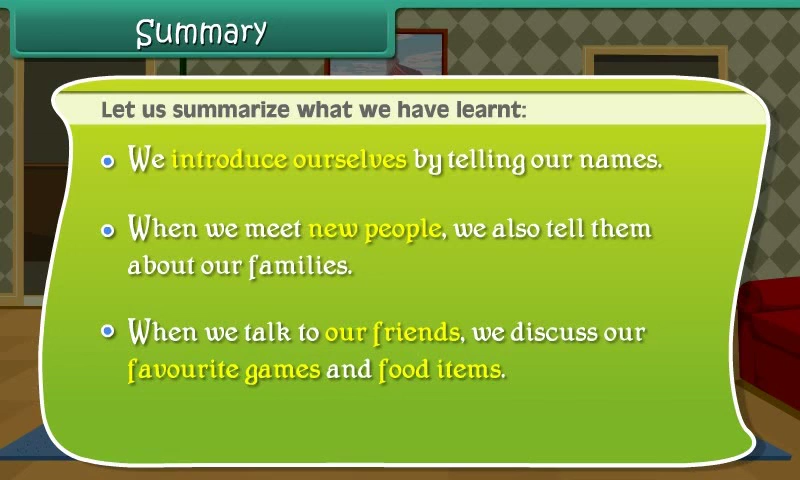 Summary
Let us summarize what we have learnt:
We introduce ourselves by telling our names.
When we meet new people, we also tell them
about our families.
When we talk to our friends, we discuss our
favourite games and food items.